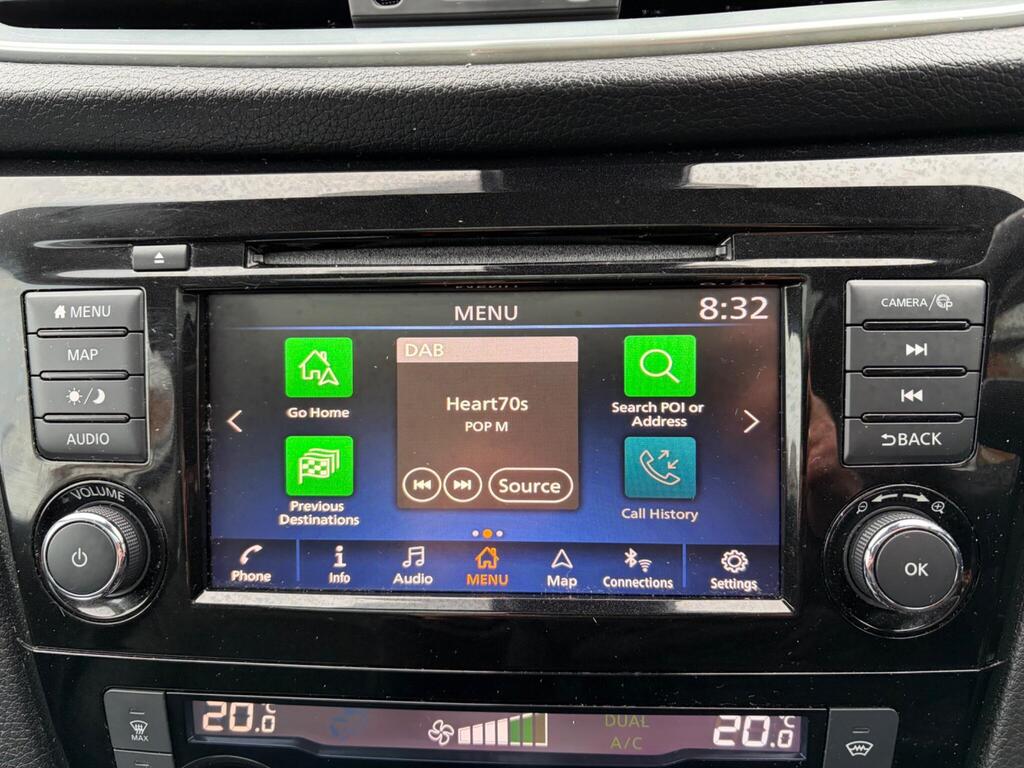 MENU
MAP
AUDIO
VOLUME
MENU 8:32
Go Home
Previous
Destinations
DAB
Heart70s
POP M
Source
Search POI or
Address
Call History
Phone
Info
Audio
MENU
Map
Connections
Settings
CAMERA/
BACK
OK
MAX
20.0°C
DUAL
A/C
20.0°C